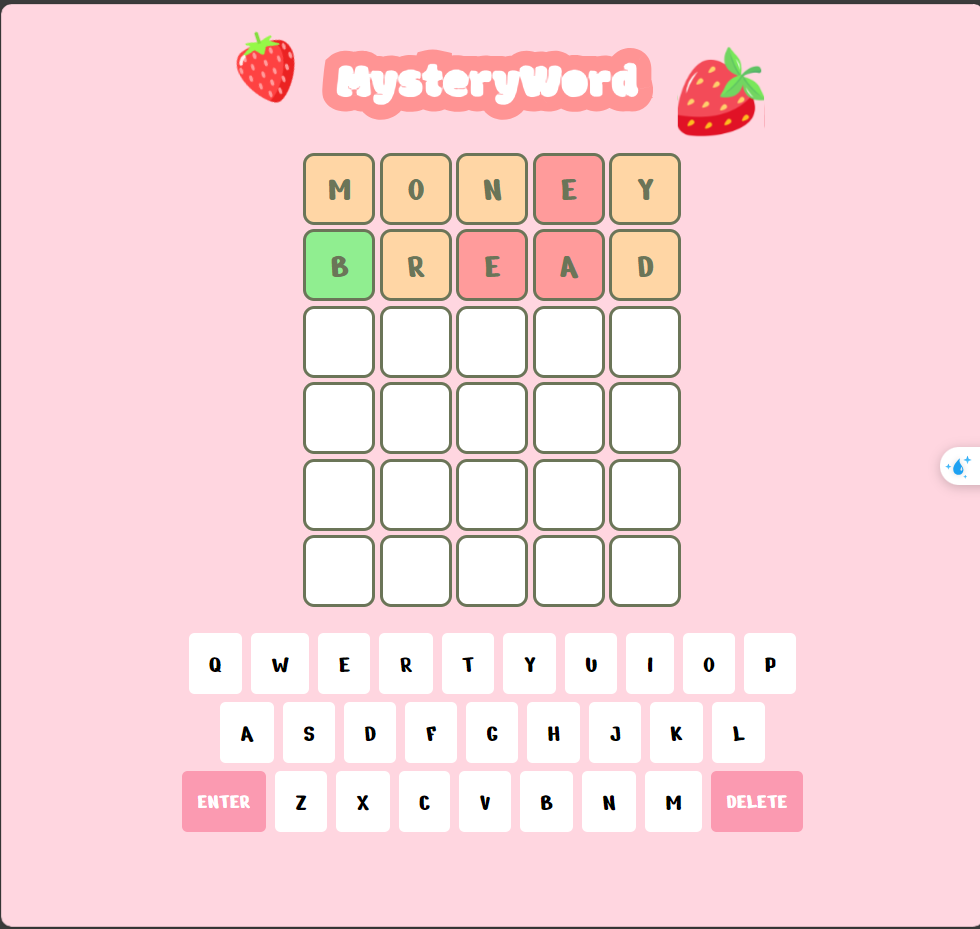 MysteryWord
M O N E Y
B R E A D
Q W E R T Y U I O P
A S D F G H J K L
ENTER Z X C V B N M DELETE